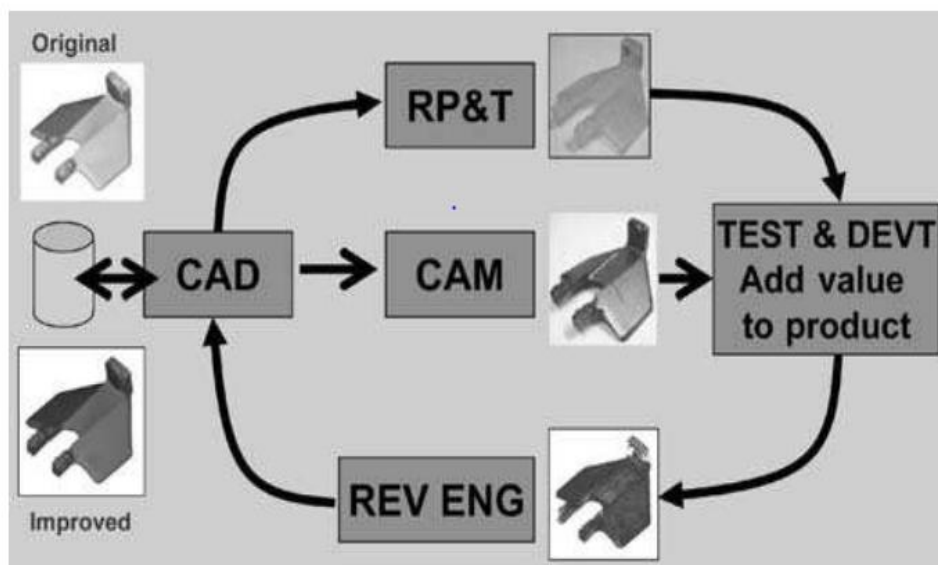 Original
RP&T
CAD
CAM
TEST & DEVT
Add value
to product
REV ENG
Improved